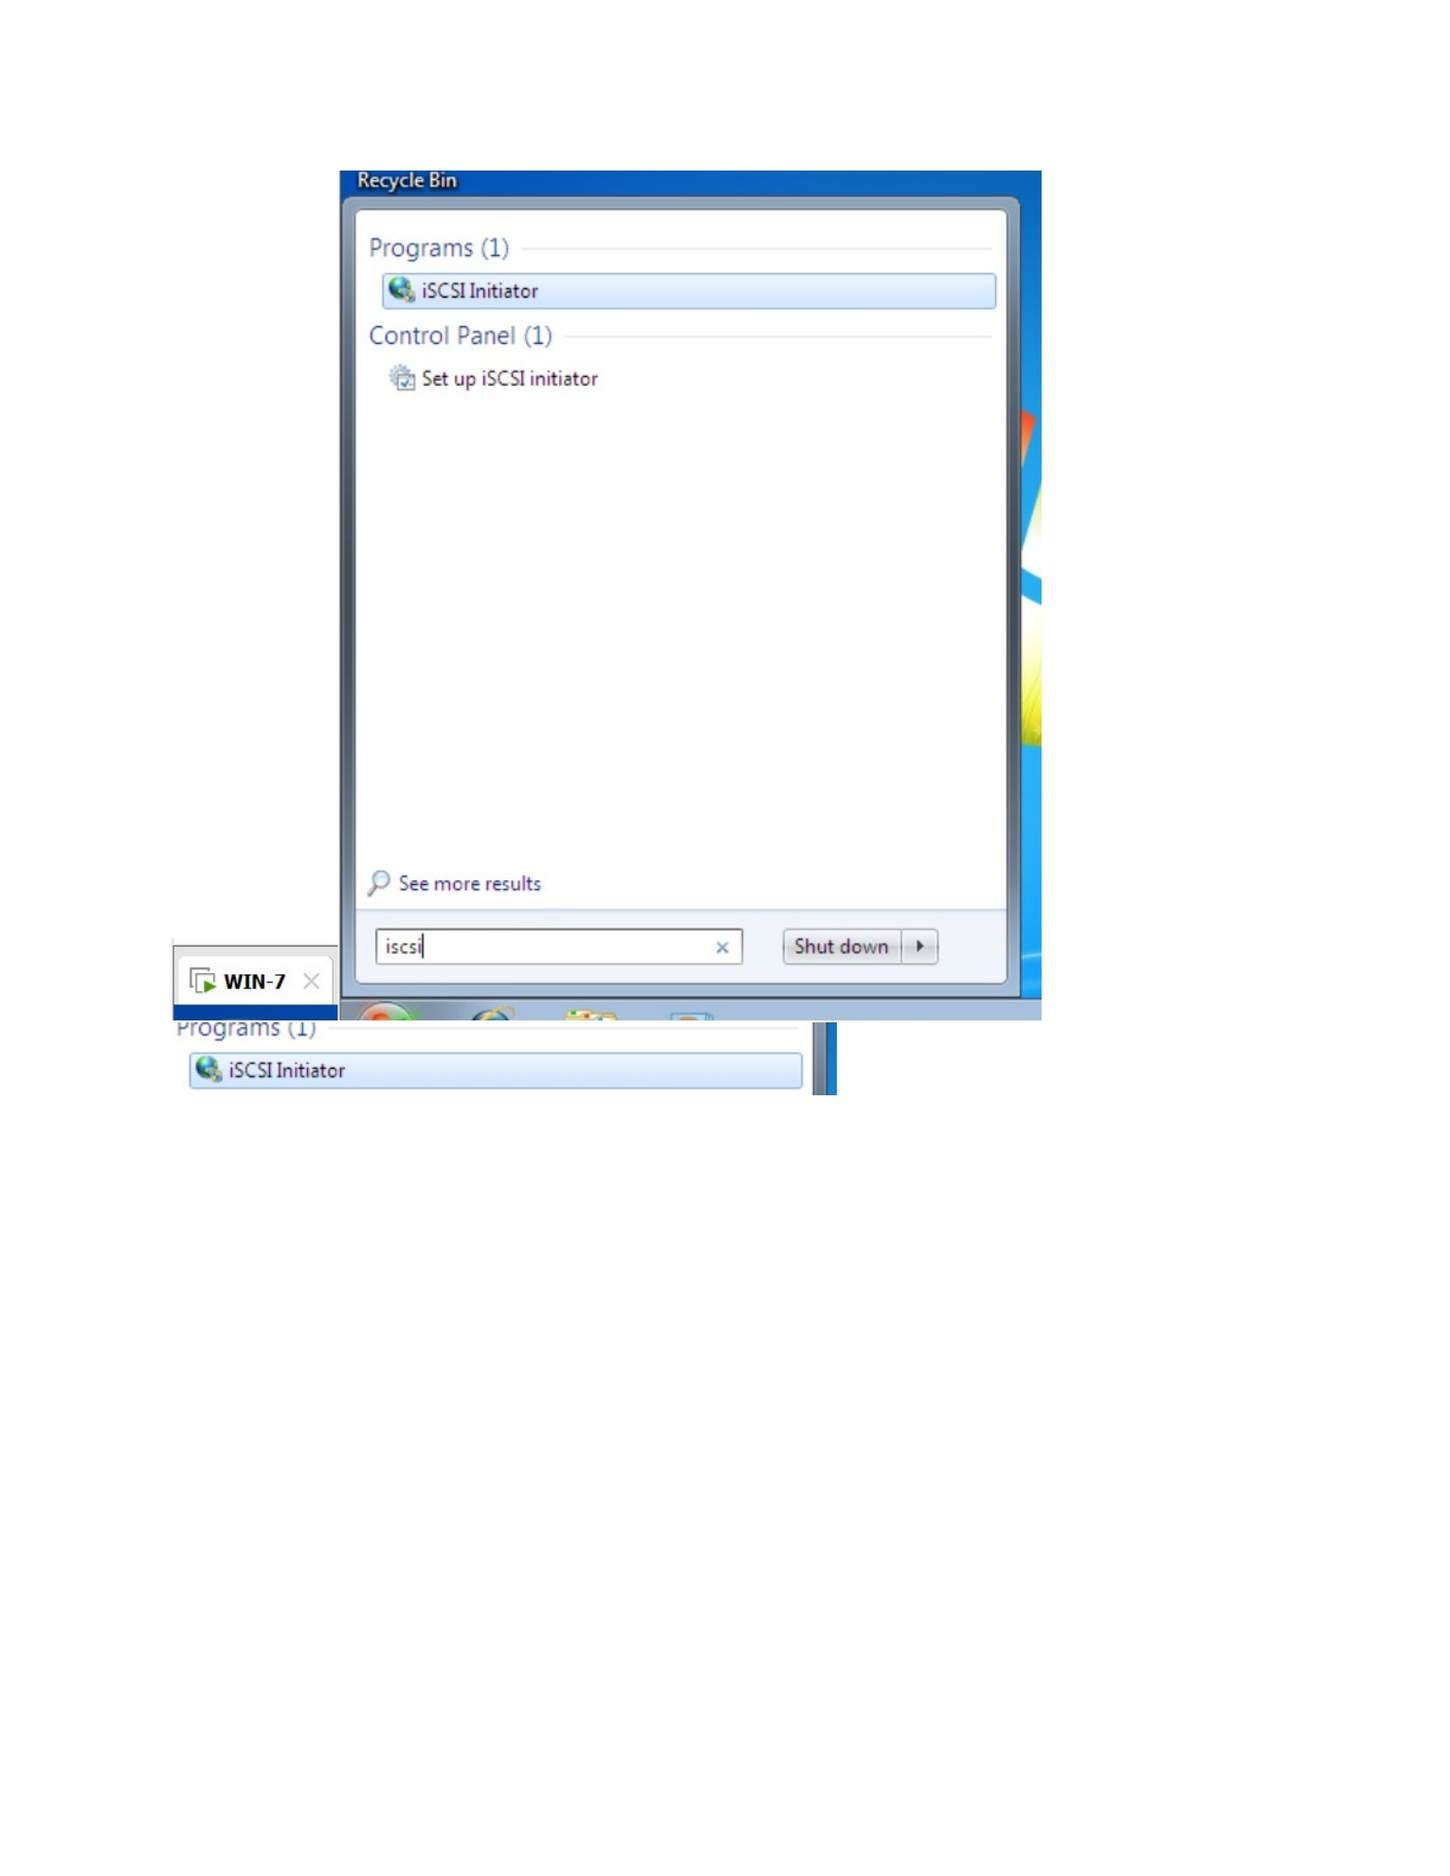 Recycle Bin
Programs (1)
iSCSI Initiator
Control Panel (1)
Set up iSCSI initiator
See more results
iscsi
Shut down
WIN-7
Programs (1)
iSCSI Initiator